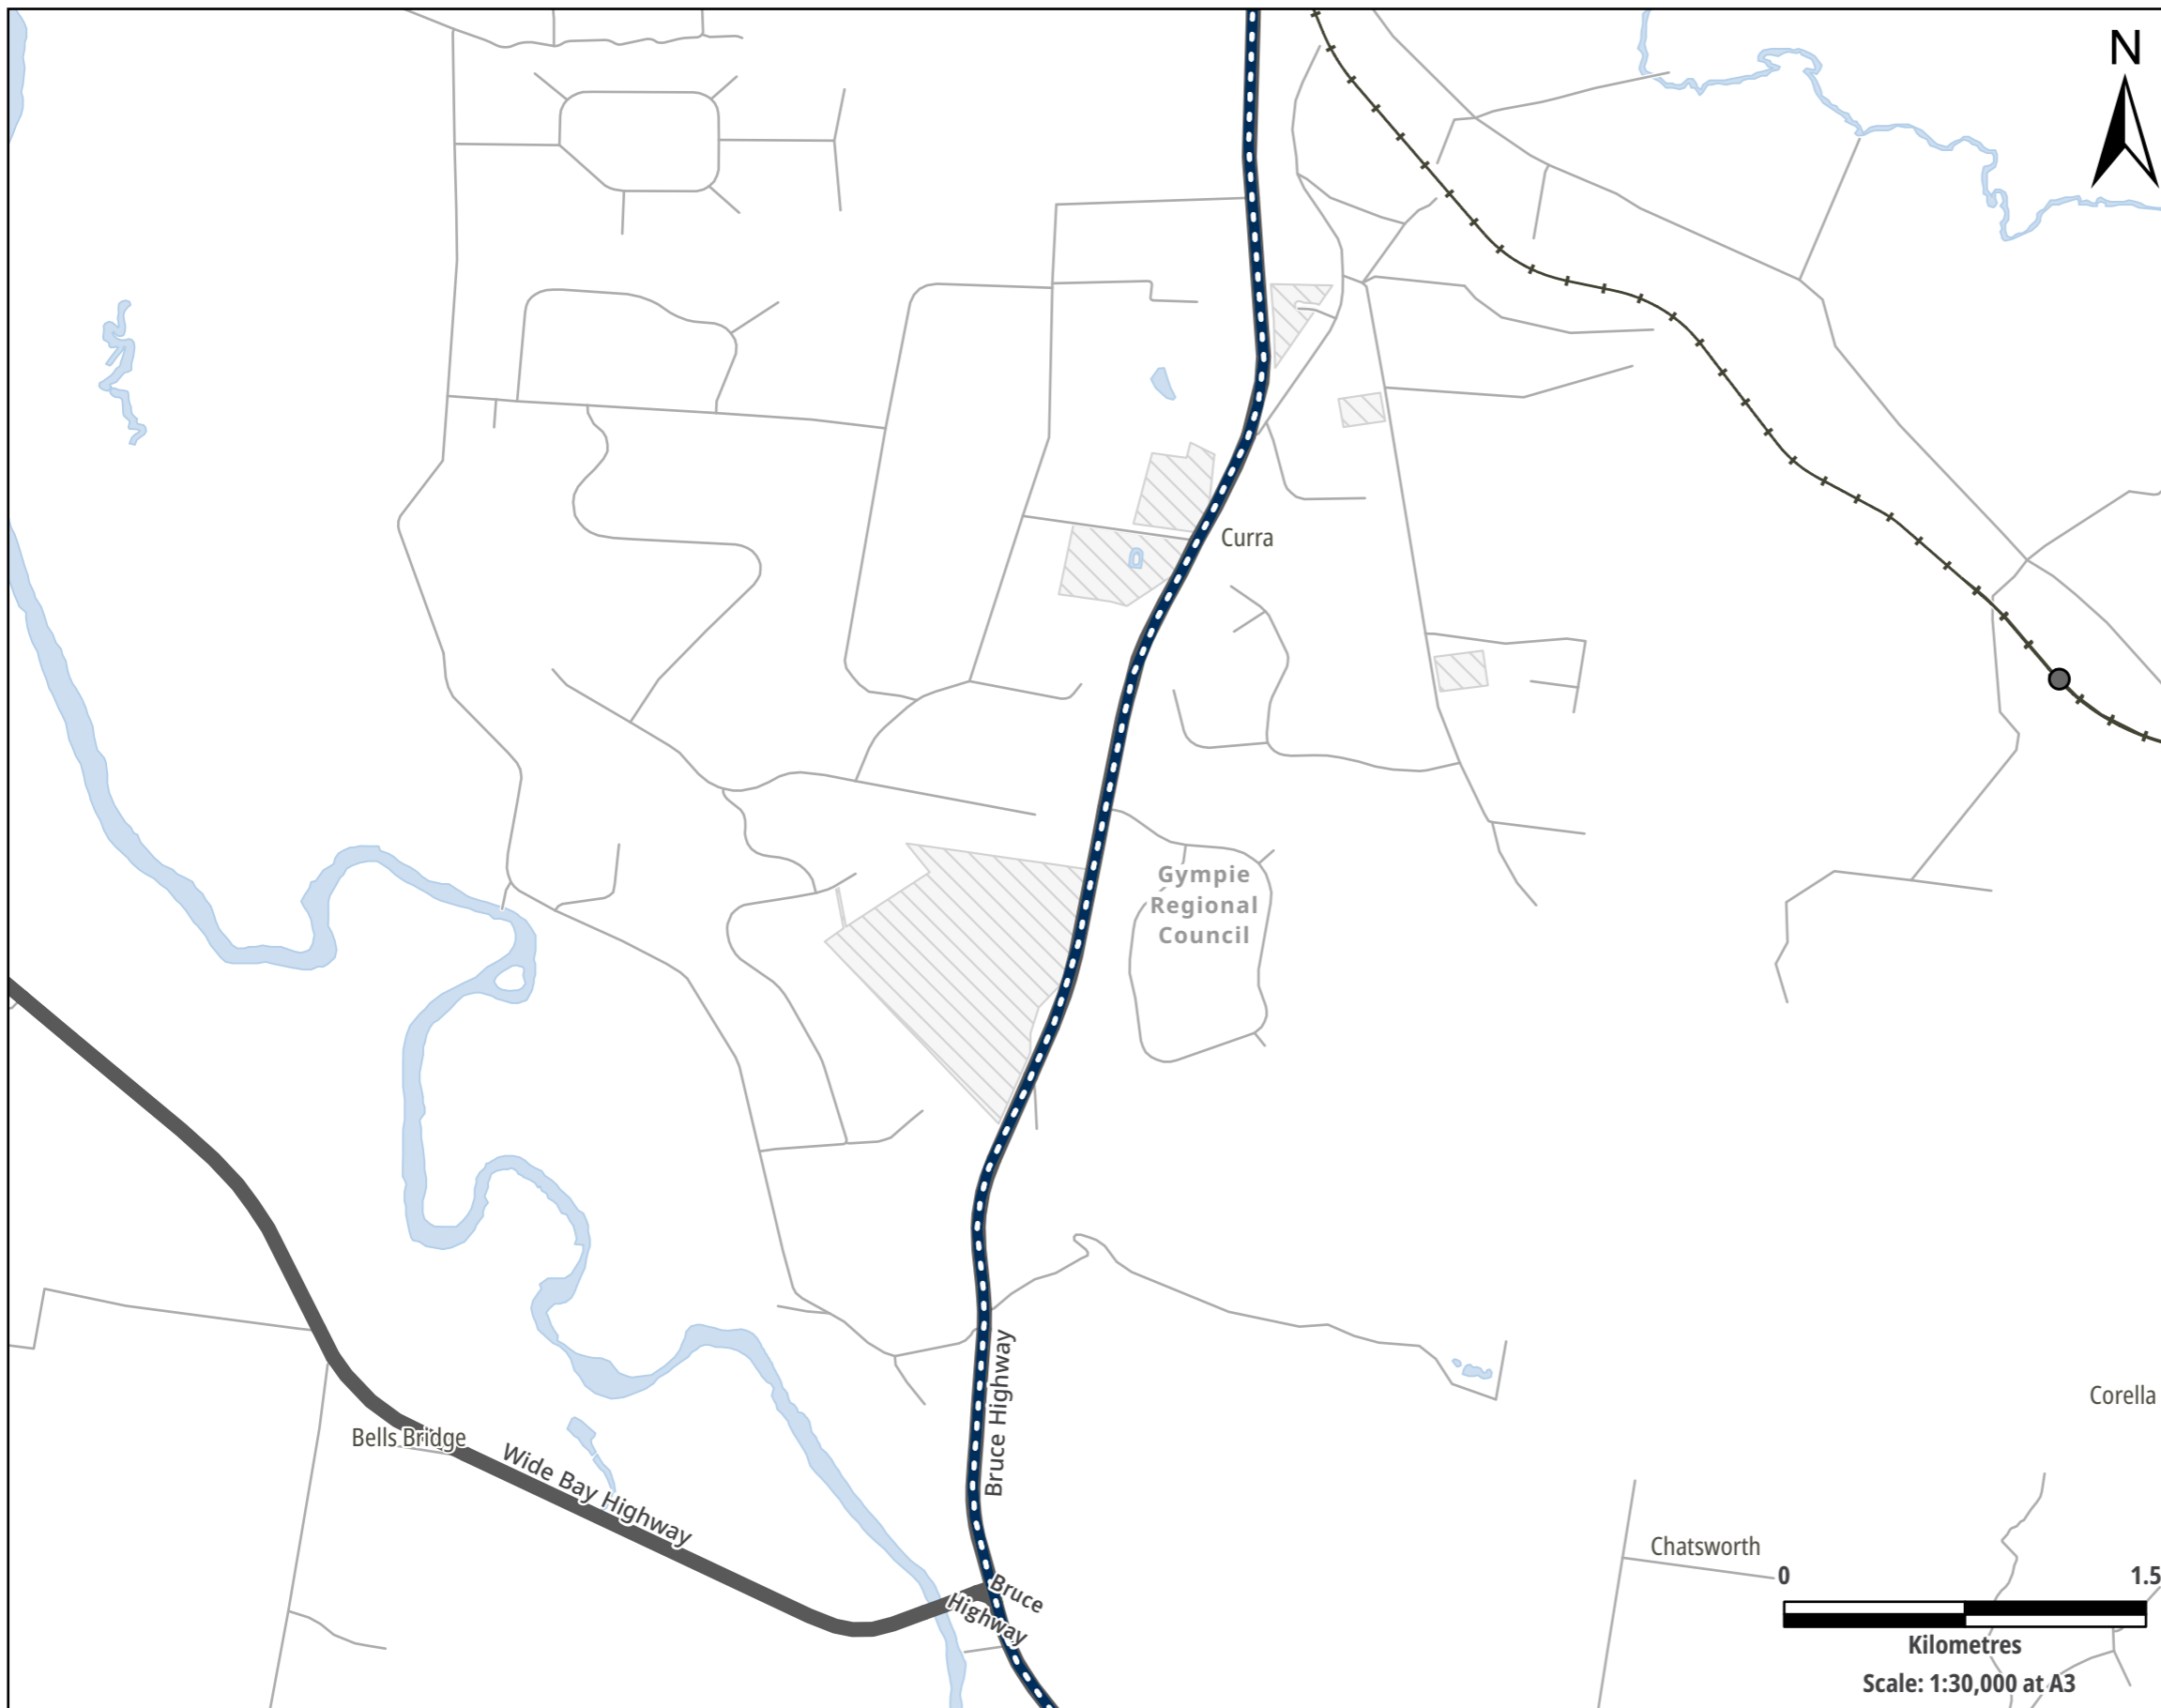 N
Curra
Gympie
Regional
Council
Bruce Highway
Corella
Bells Bridge
Wide Bay Highway
Chatsworth
Bruce
Highway
0
1.5
Kilometres
Scale: 1:30,000 at A3